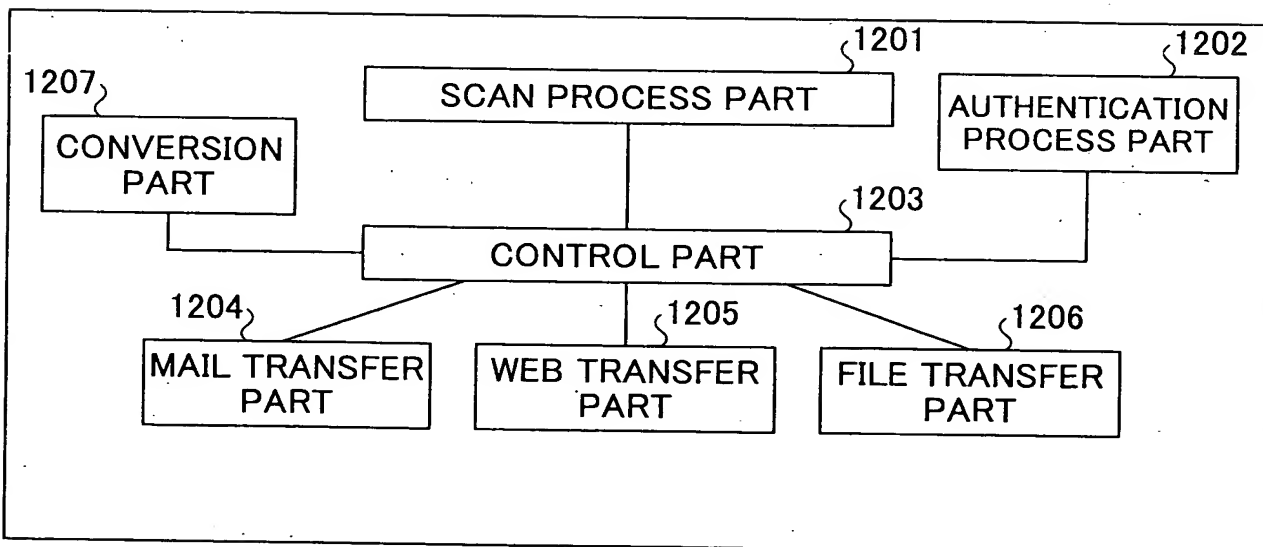 1201
SCAN PROCESS PART
1202
AUTHENTICATION
PROCESS PART
1207
CONVERSION
PART
1203
CONTROL PART
1204
MAIL TRANSFER
PART
1205
WEB TRANSFER
PART
1206
FILE TRANSFER
PART